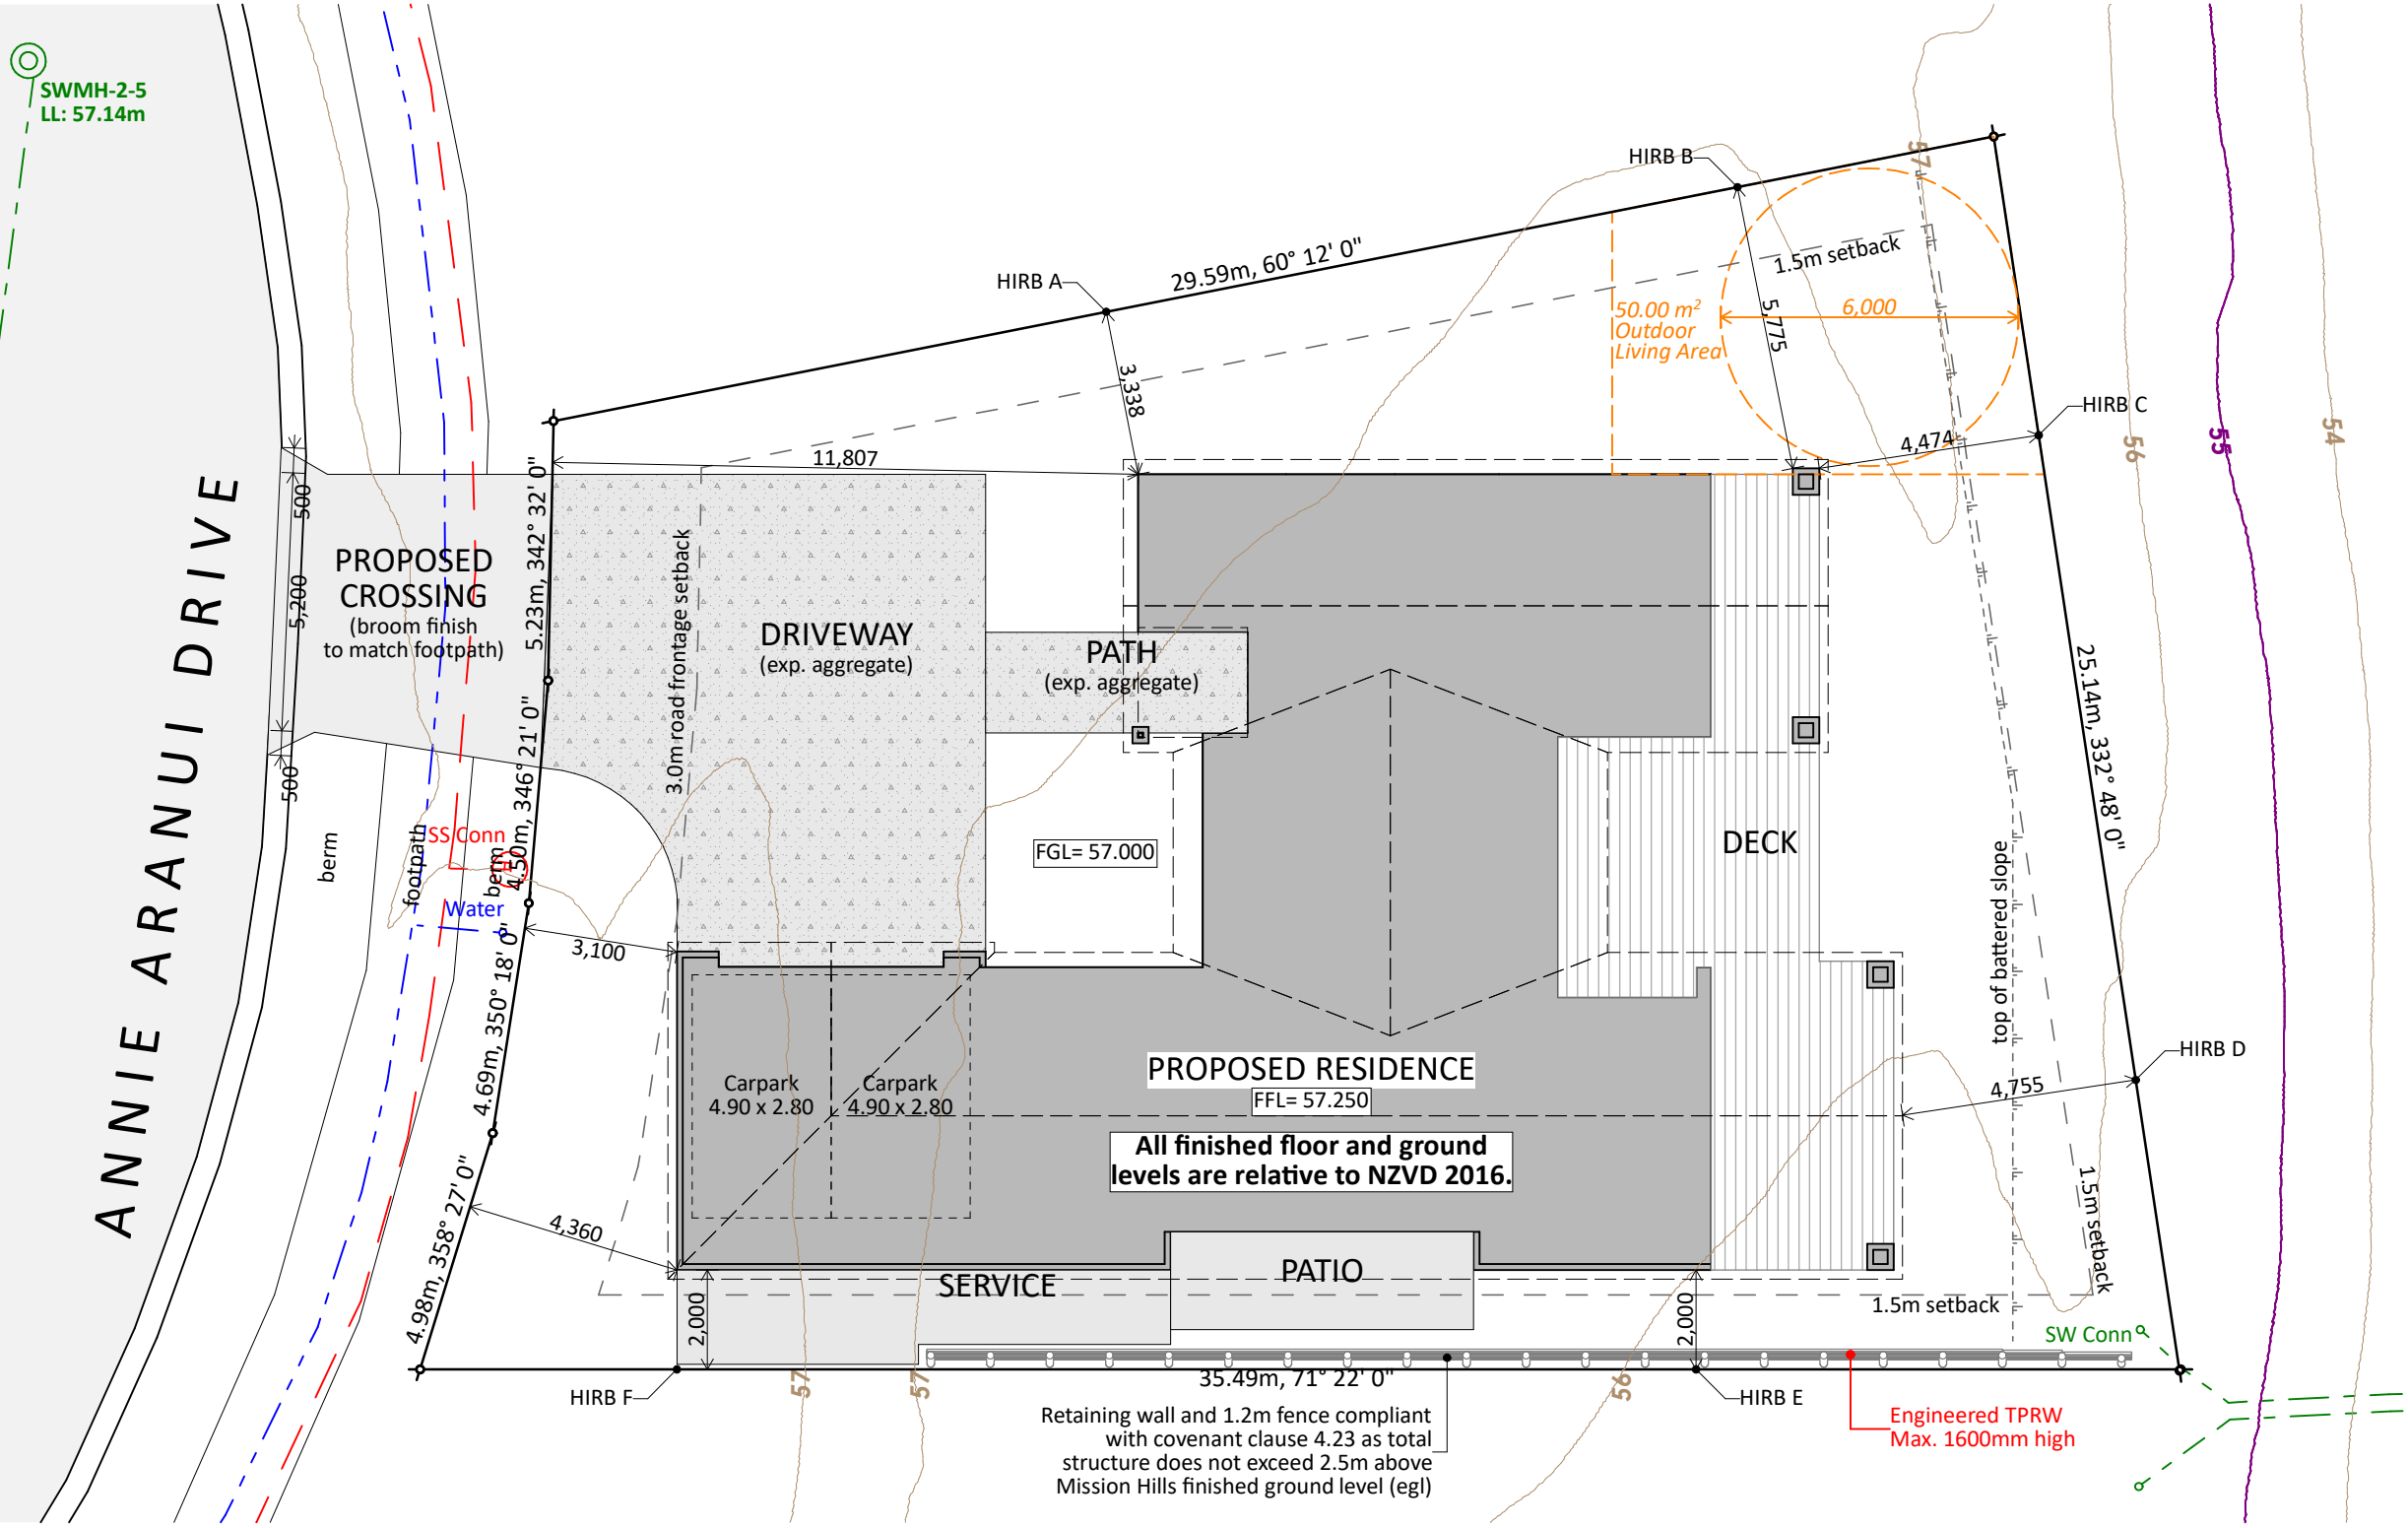 SWMH-2-5
LL: 57.14m
HIRB B
57
1.5m setback
HIRB A
29.59m, 60° 12' 0"
50.00 m²
Outdoor
Living Area
6,000
5,775
3,338
HIRB C
4,474
56
55
54
11,807
ANNIE ARANUI DRIVE
500
5,200
500
PROPOSED
CROSSING
(broom finish
to match footpath)
5.23m, 342° 32' 0"
3.0m road frontage setback
DRIVEWAY
(exp. aggregate)
PATH
(exp. aggregate)
25.14m, 332° 48' 0"
4.50m, 346° 21' 0"
berm
footpath
SS Conn
berm
Water
FGL= 57.000
DECK
top of battered slope
3,100
4.69m, 350° 18' 0"
HIRB D
4,755
PROPOSED RESIDENCE
FFL= 57.250
Carpark
4.90 x 2.80
Carpark
4.90 x 2.80
All finished floor and ground
levels are relative to NZVD 2016.
4.98m, 358° 27' 0"
4,360
1.5m setback
SERVICE
PATIO
2,000
2,000
1.5m setback
SW Conn
HIRB F
57
57
35.49m, 71° 22' 0"
56
HIRB E
Retaining wall and 1.2m fence compliant
with covenant clause 4.23 as total
structure does not exceed 2.5m above
Mission Hills finished ground level (egl)
Engineered TPRW
Max. 1600mm high